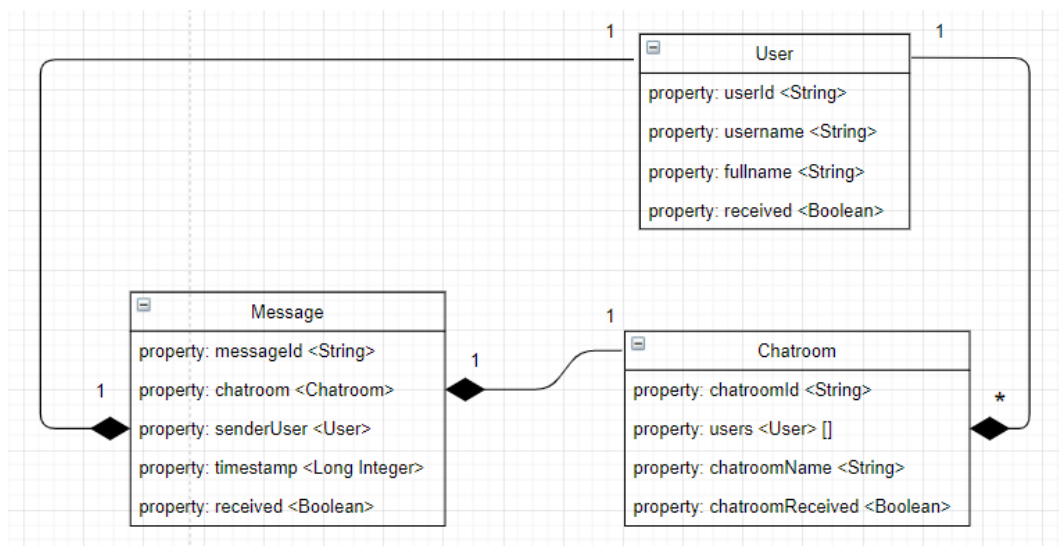 1
1
User
property: userId <String>
property: username <String>
property: fullname <String>
property: received <Boolean>
Message
property: messageId <String>
property: chatroom <Chatroom>
property: senderUser <User>
property: timestamp <Long Integer>
property: received <Boolean>
1
1
1
Chatroom
property: chatroomId <String>
property: users <User> []
property: chatroomName <String>
property: chatroomReceived <Boolean>
*